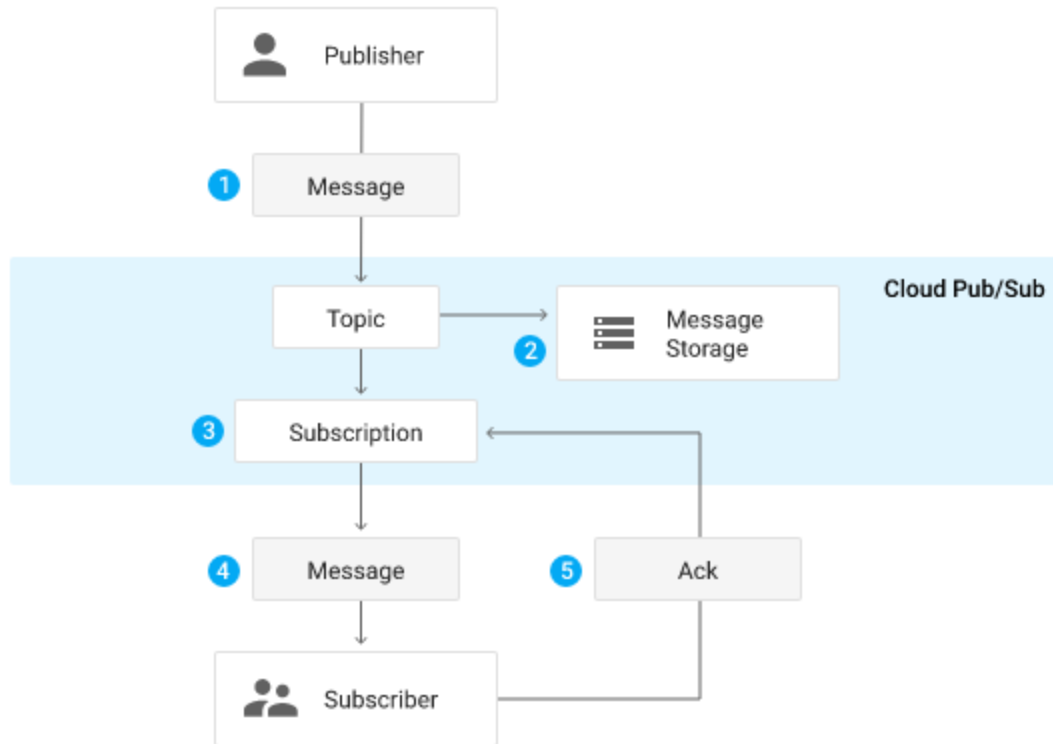 Publisher
1
Message
Cloud Pub/Sub
Topic
Message
Storage
2
3
Subscription
4
Message
5
Ack
Subscriber